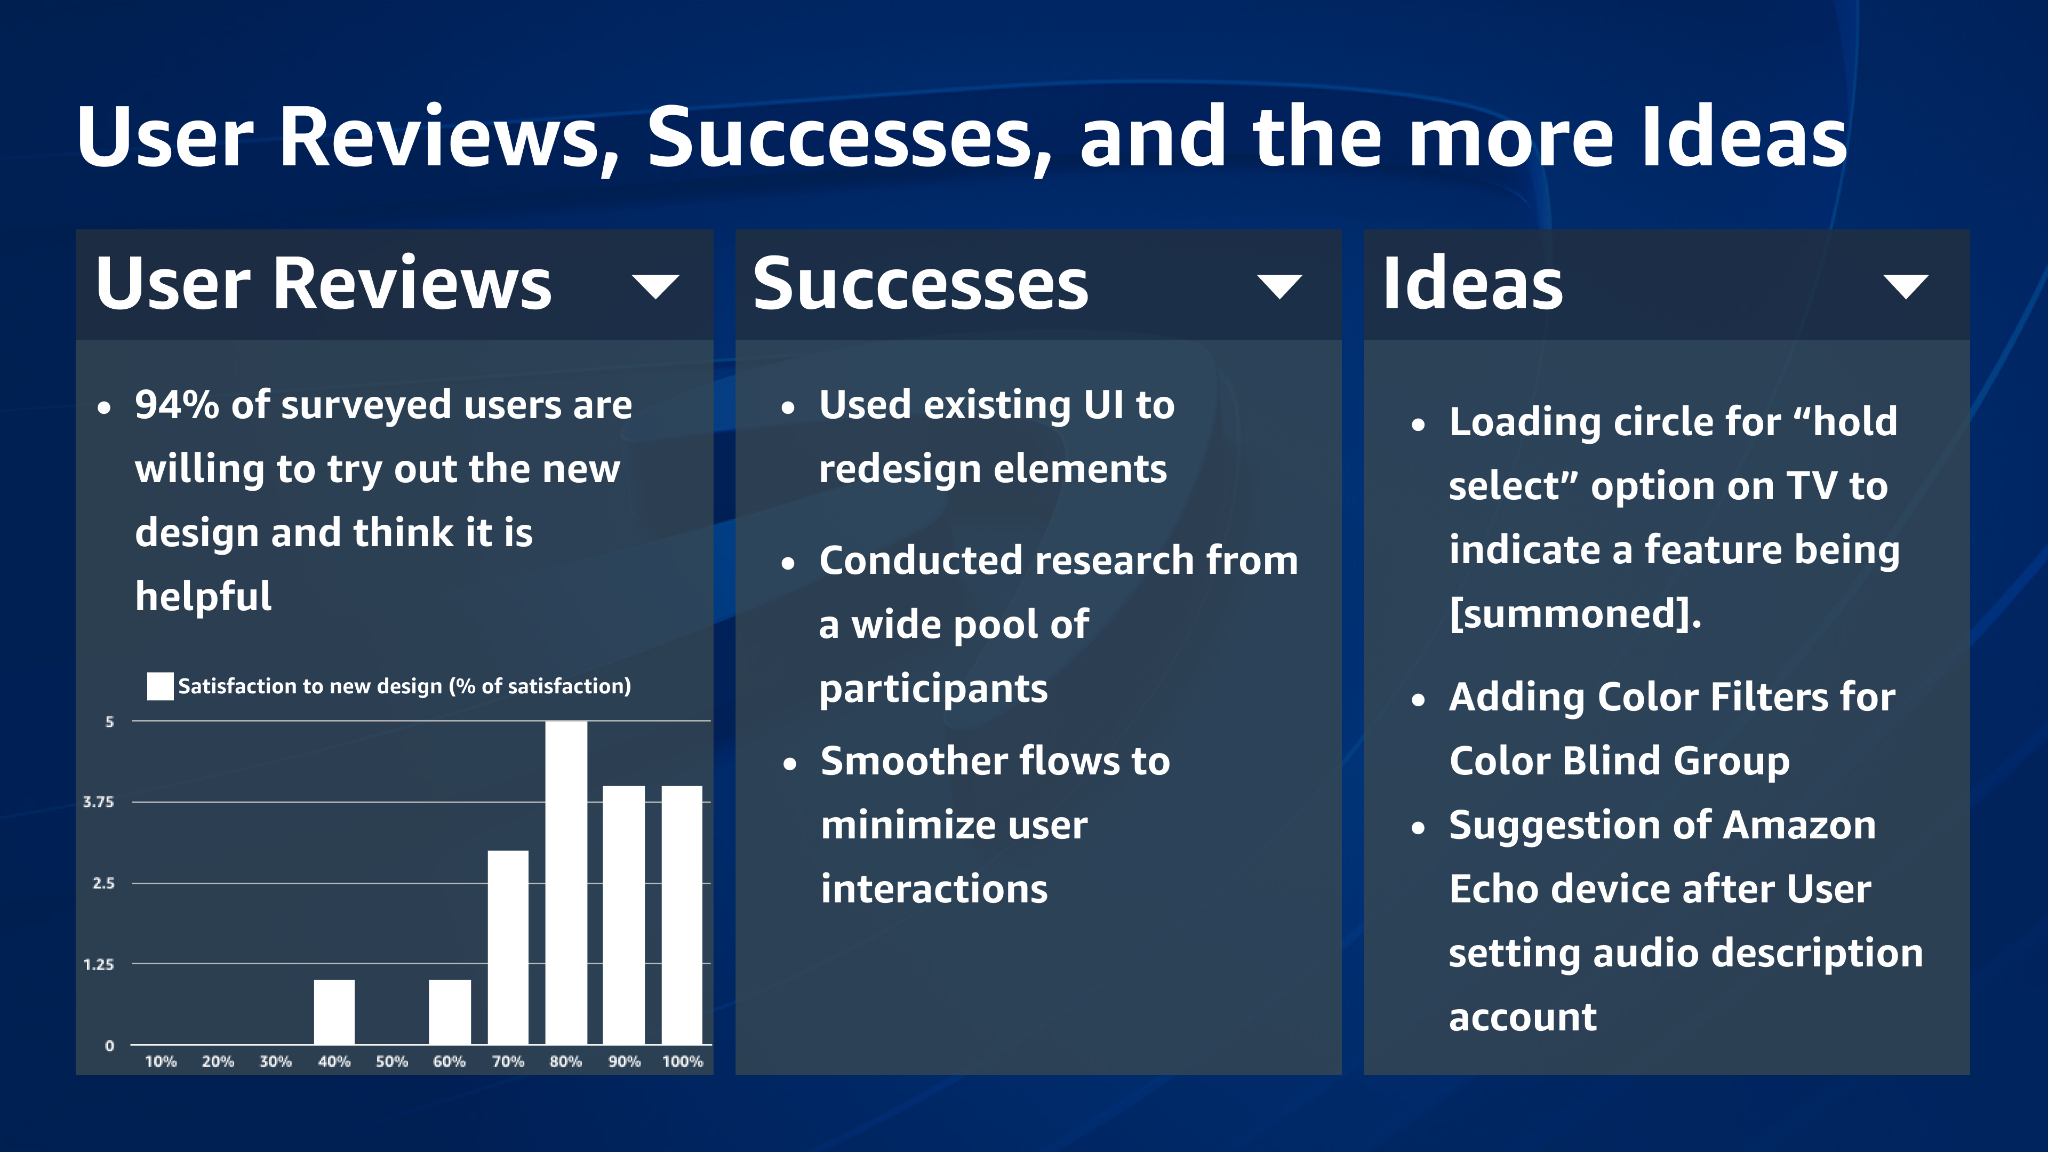 User Reviews, Successes, and the more Ideas
User Reviews
• 94% of surveyed users are
willing to try out the new
design and think it is
helpful
Satisfaction to new design (% of satisfaction)
5
3.75
2.5
1.25
0
10% 20% 30% 40% 50% 60% 70% 80% 90% 100%
Successes
• Used existing UI to
redesign elements
• Conducted research from
a wide pool of
participants
• Smoother flows to
minimize user
interactions
Ideas
• Loading circle for “hold
select” option on TV to
indicate a feature being
[summoned].
• Adding Color Filters for
Color Blind Group
• Suggestion of Amazon
Echo device after User
setting audio description
account